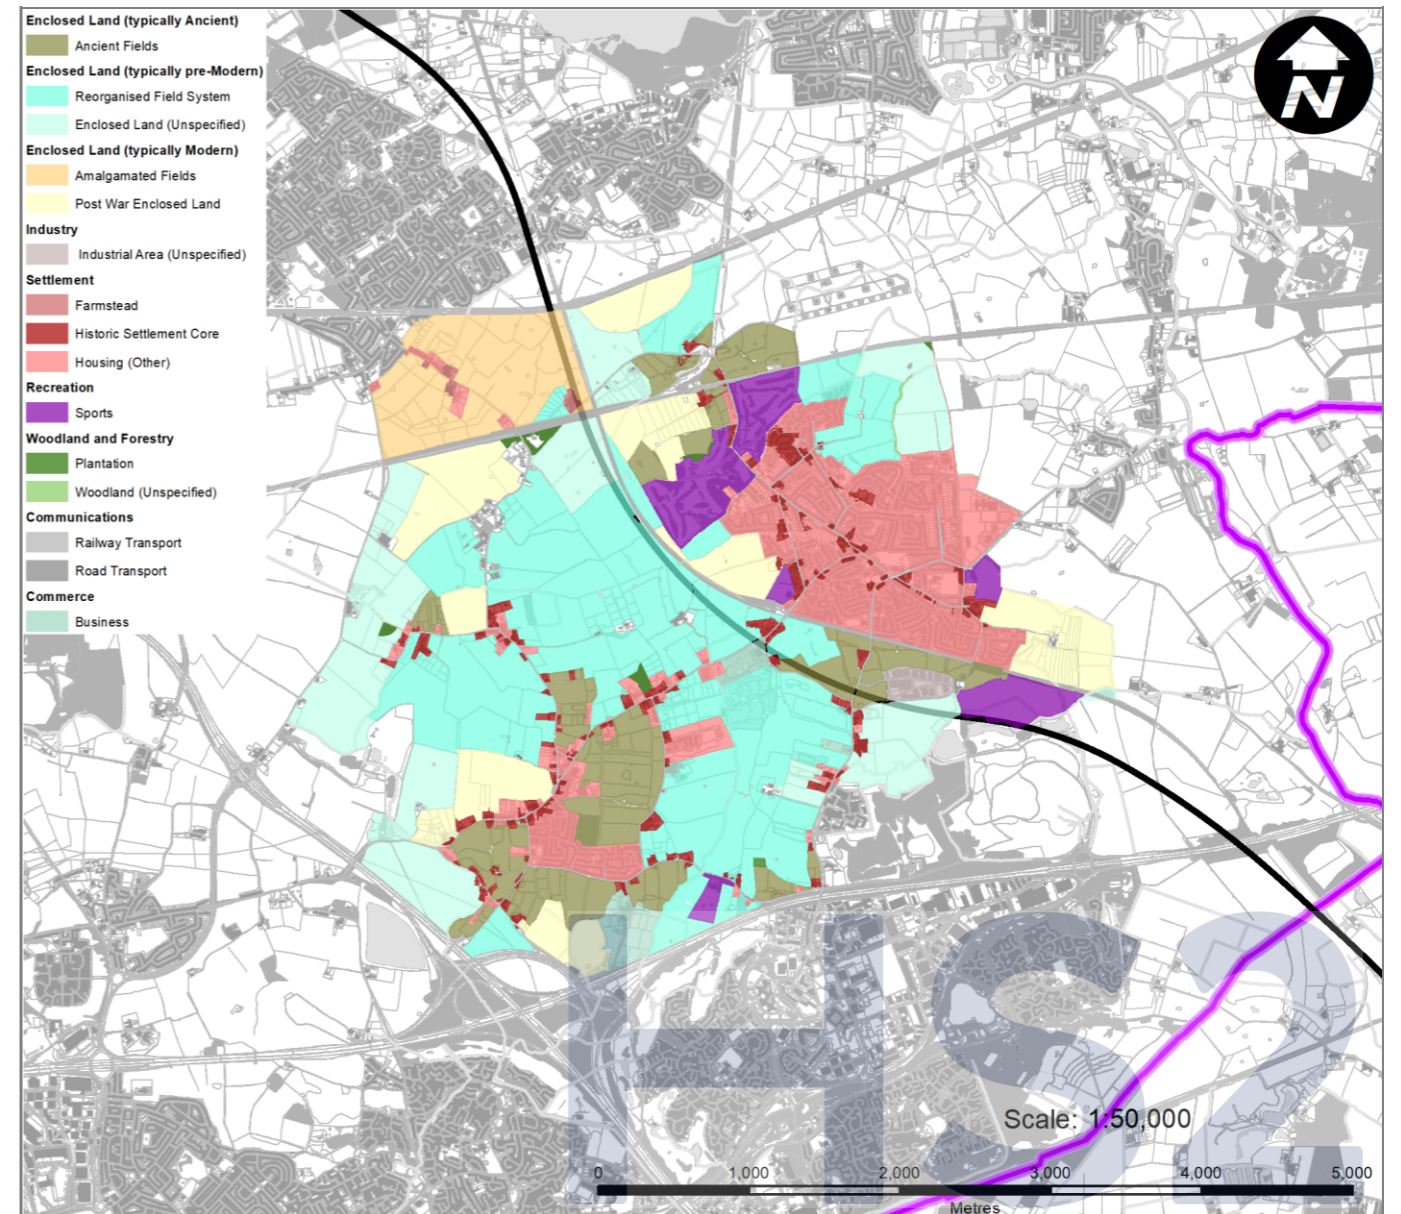 Enclosed Land (typically Ancient)
Ancient Fields
Enclosed Land (typically pre-Modern)
Reorganised Field System
Enclosed Land (Unspecified)
Enclosed Land (typically Modern)
Amalgamated Fields
Post War Enclosed Land
Industry
Industrial Area (Unspecified)
Settlement
Farmstead
Historic Settlement Core
Housing (Other)
Recreation
Sports
Woodland and Forestry
Plantation
Woodland (Unspecified)
Communications
Railway Transport
Road Transport
Commerce
Business
N
HS2
Scale: 1:50,000
0 1,000 2,000 3,000 4,000 5,000
Metres